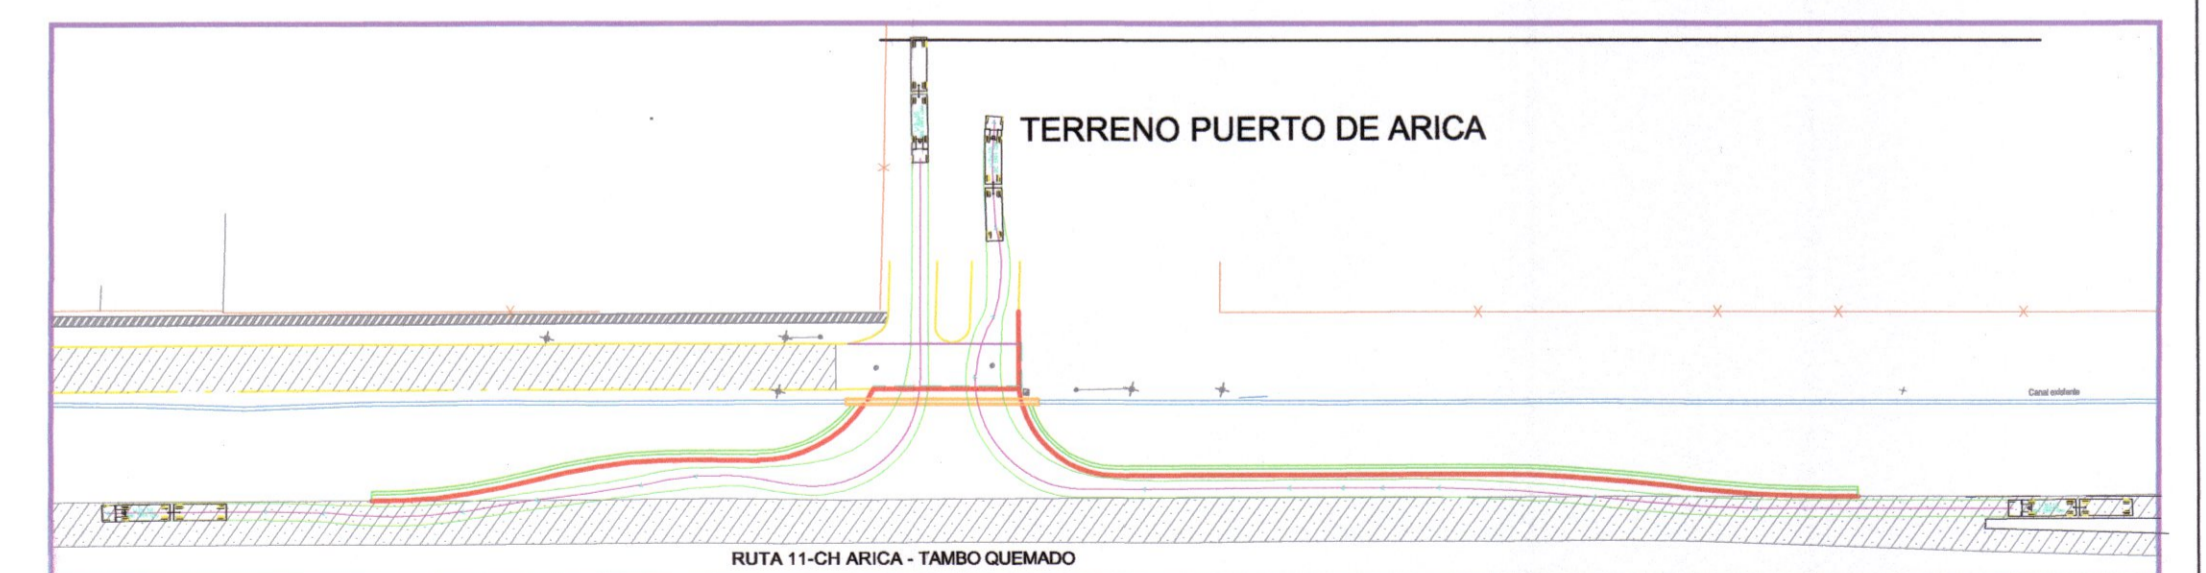 TERRENO PUERTO DE ARICA
Canal existente
RUTA 11-CH ARICA - TAMBO QUEMADO